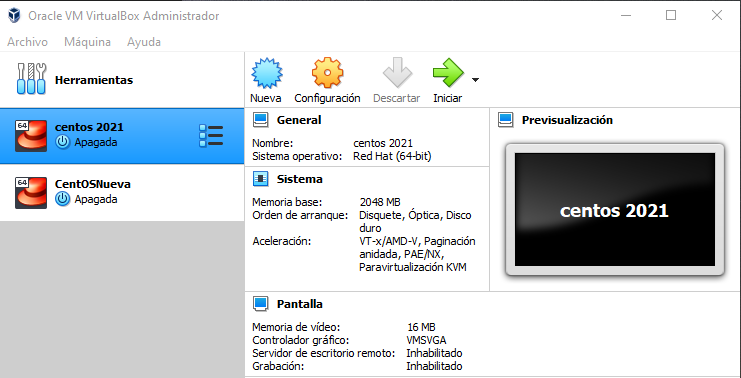 Oracle VM VirtualBox Administrador
Archivo Máquina Ayuda
Herramientas
Nueva Configuración Descartar Iniciar
64 centos 2021
Apagada
64 CentOSNueva
Apagada
General
Nombre: centos 2021
Sistema operativo: Red Hat (64-bit)
Sistema
Memoria base: 2048 MB
Orden de arranque: Disquete, Óptica, Disco
duro
Aceleración: VT-x/AMD-V, Paginación
anidada, PAE/NX,
Paravirtualización KVM
Previsualización
centos 2021
Pantalla
Memoria de vídeo: 16 MB
Controlador gráfico: VMSVGA
Servidor de escritorio remoto: Inhabilitado
Grabación: Inhabilitado